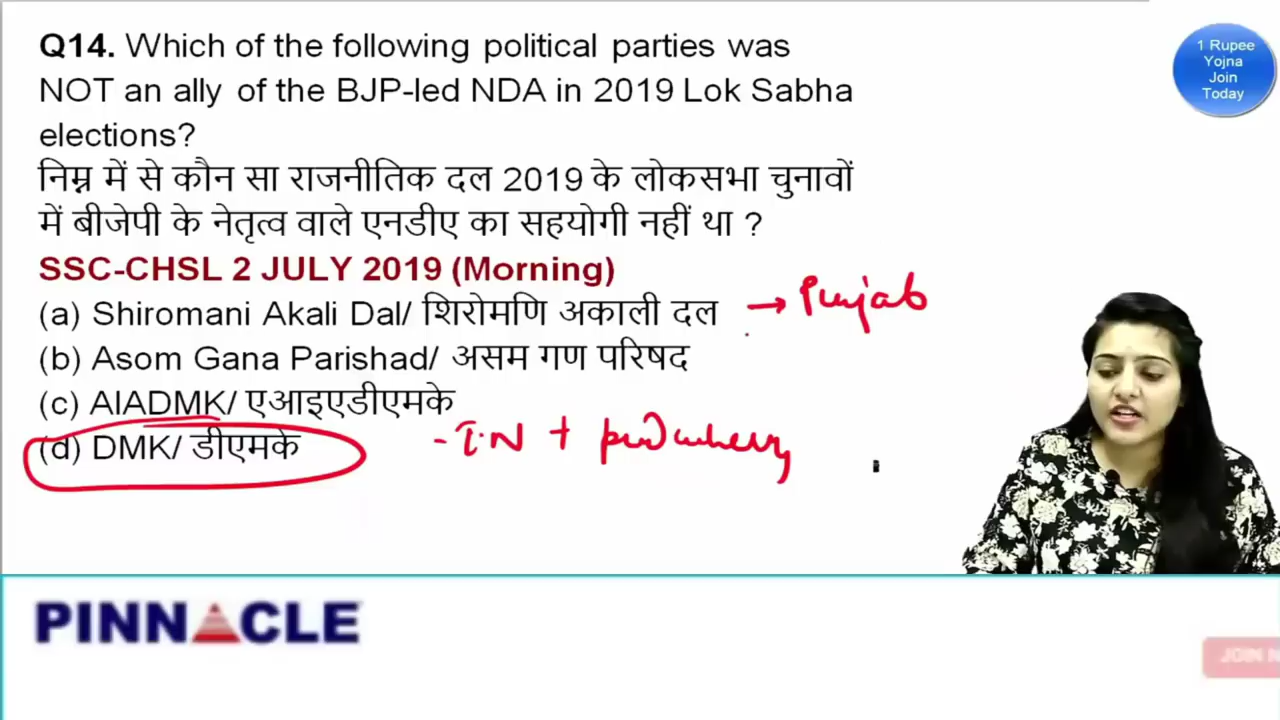 Q14. Which of the following political parties was
NOT an ally of the BJP-led NDA in 2019 Lok Sabha
elections?
निम्न में से कौन सा राजनीतिक दल 2019 के लोकसभा चुनावों
में बीजेपी के नेतृत्व वाले एनडीए का सहयोगी नहीं था ?
SSC-CHSL 2 JULY 2019 (Morning)
(a) Shiromani Akali Dal/ शिरोमणि अकाली दल → Punjab
(b) Asom Gana Parishad/ असम गण परिषद
(c) AIADMK/ एआइएडीएमके
(d) DMK/ डीएमके - T.N +
1 Rupee
Yojna
Join
Today
PINNACLE
JOIN N